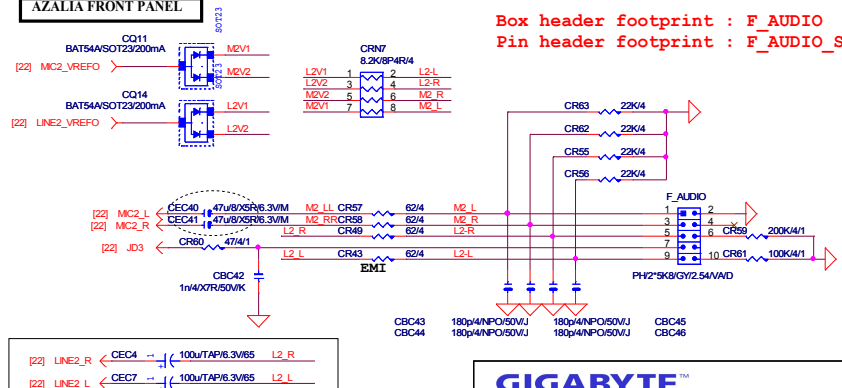 AZALIA FRONT PANEL
Box header footprint : F_AUDIO
Pin header footprint : F_AUDIO_S
CQ11
BAT54A/SOT23/200mA
SOT23
[22] MIC2_VREFO
M2V1
M2V2
CQ14
BAT54A/SOT23/200mA
SOT23
[22] LINE2_VREFO
L2V1
L2V2
CRN7
8.2K/8P4R/4
L2V1 1 2 L2-L
L2V2 3 4 L2-R
M2V2 5 6 M2_R
M2V1 7 8 M2_L
CR63 22K/4
CR62 22K/4
CR55 22K/4
CR56 22K/4
[22] MIC2_L CEC40 47u/8/X5R/6.3V/M M2_LL CR57 62/4 M2_L
[22] MIC2_R CEC41 47u/8/X5R/6.3V/M M2_RR CR58 62/4 M2_R
L2_R CR49 62/4 L2-R
[22] JD3 CR60 47/4/1
L2_L CR43 62/4 L2-L
EMI
F_AUDIO
1 2
3 4
5 6 CR59 200K/4/1
7
9 10 CR61 100K/4/1
PH/2*5K8/GY/2.54/VA/D
CBC42
1n/4/X7R/50V/K
CBC43 180p/4/NPO/50V/J 180p/4/NPO/50V/J CBC45
CBC44 180p/4/NPO/50V/J 180p/4/NPO/50V/J CBC46
[22] LINE2_R CEC4 1 100u/TAP/6.3V/65 L2_R
[22] LINE2_L CEC7 1 100u/TAP/6.3V/65 L2_L
GIGABYTE™